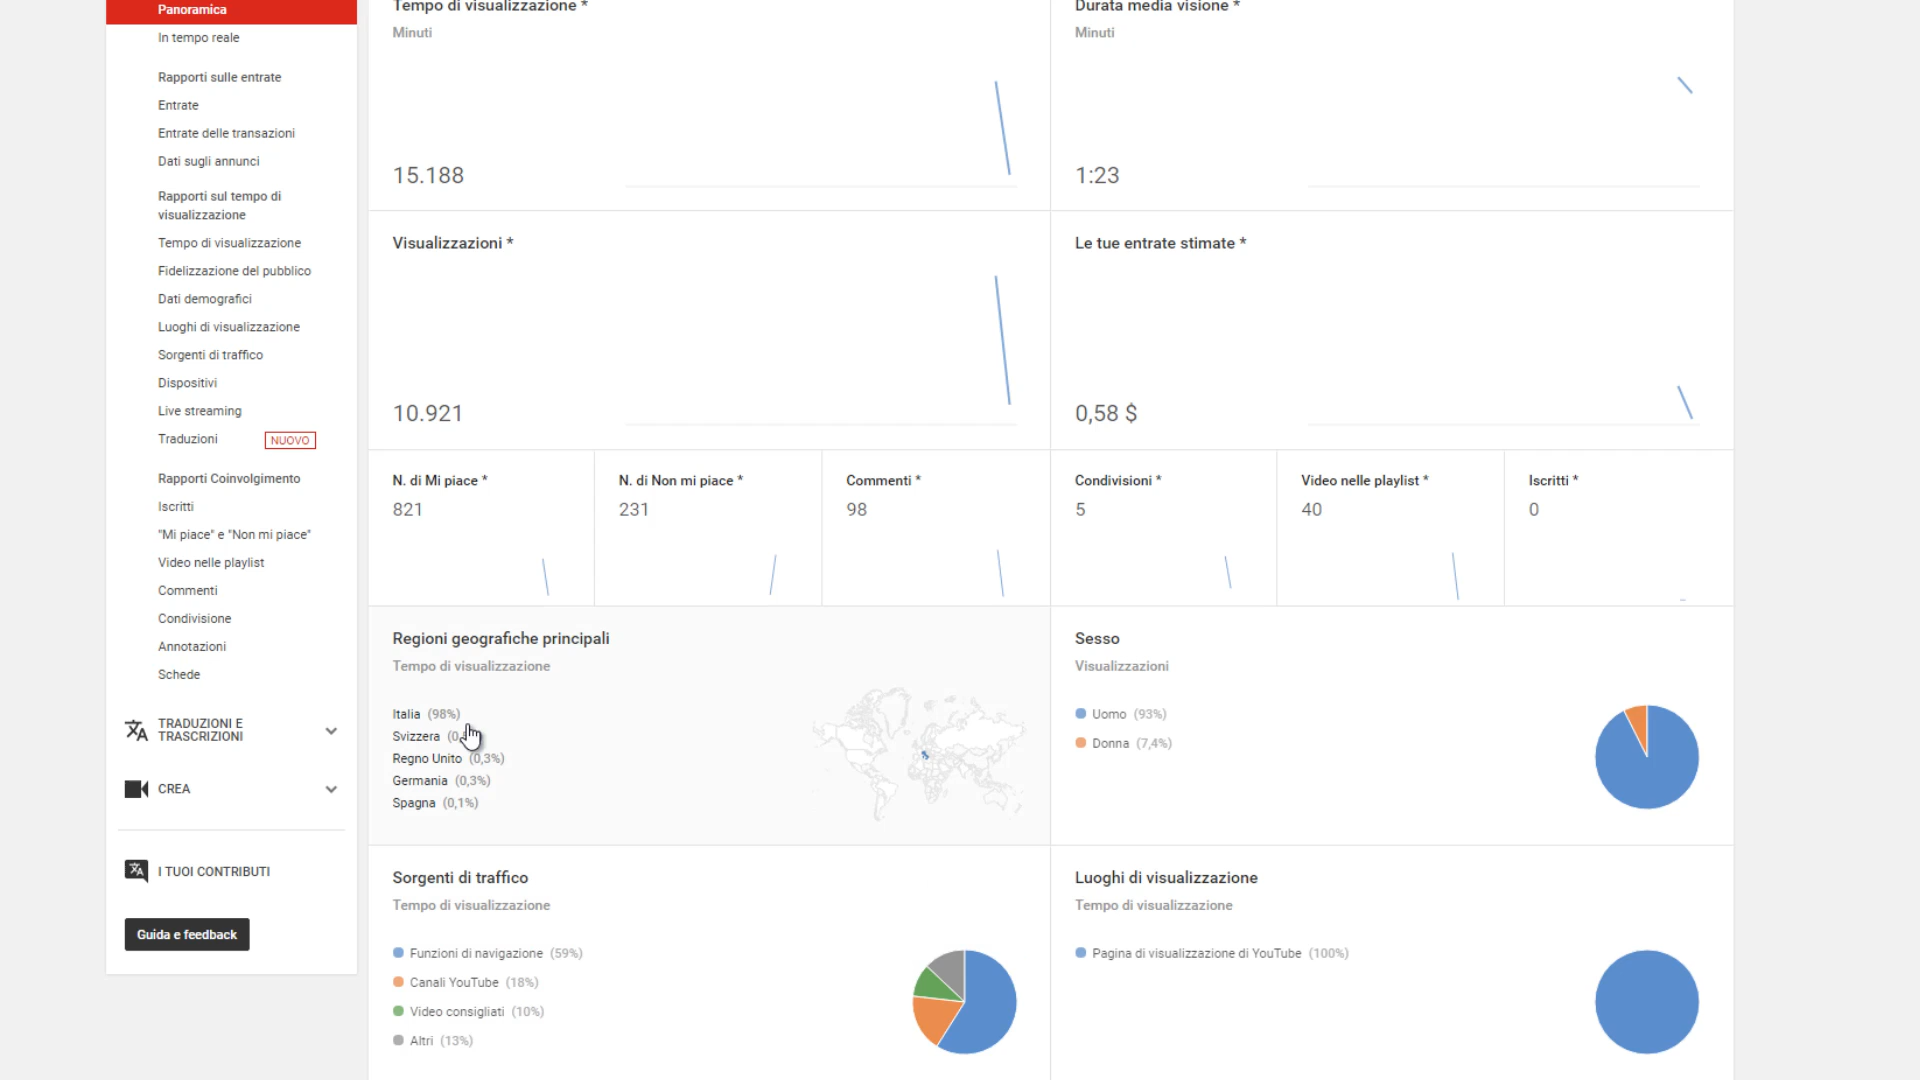 Panoramica
In tempo reale
Rapporti sulle entrate
Entrate
Entrate delle transazioni
Dati sugli annunci
Rapporti sul tempo di
visualizzazione
Tempo di visualizzazione
Fidelizzazione del pubblico
Dati demografici
Luoghi di visualizzazione
Sorgenti di traffico
Dispositivi
Live streaming
Traduzioni NUOVO
Rapporti Coinvolgimento
Iscritti
"Mi piace" e "Non mi piace"
Video nelle playlist
Commenti
Condivisione
Annotazioni
Schede
TRADUZIONI E
TRASCRIZIONI
CREA
I TUOI CONTRIBUTI
Guida e feedback
Tempo di visualizzazione *
Minuti
15.188
Durata media visione *
Minuti
1:23
Visualizzazioni *
10.921
Le tue entrate stimate *
0,58 $
N. di Mi piace *
821
N. di Non mi piace *
231
Commenti *
98
Condivisioni *
5
Video nelle playlist *
40
Iscritti *
0
Regioni geografiche principali
Tempo di visualizzazione
Italia (98%)
Svizzera
Regno Unito (0,3%)
Germania (0,3%)
Spagna (0,1%)
Sesso
Visualizzazioni
Uomo (93%)
Donna (7,4%)
Sorgenti di traffico
Tempo di visualizzazione
Funzioni di navigazione (59%)
Canali YouTube (18%)
Video consigliati (10%)
Altri (13%)
Luoghi di visualizzazione
Tempo di visualizzazione
Pagina di visualizzazione di YouTube (100%)